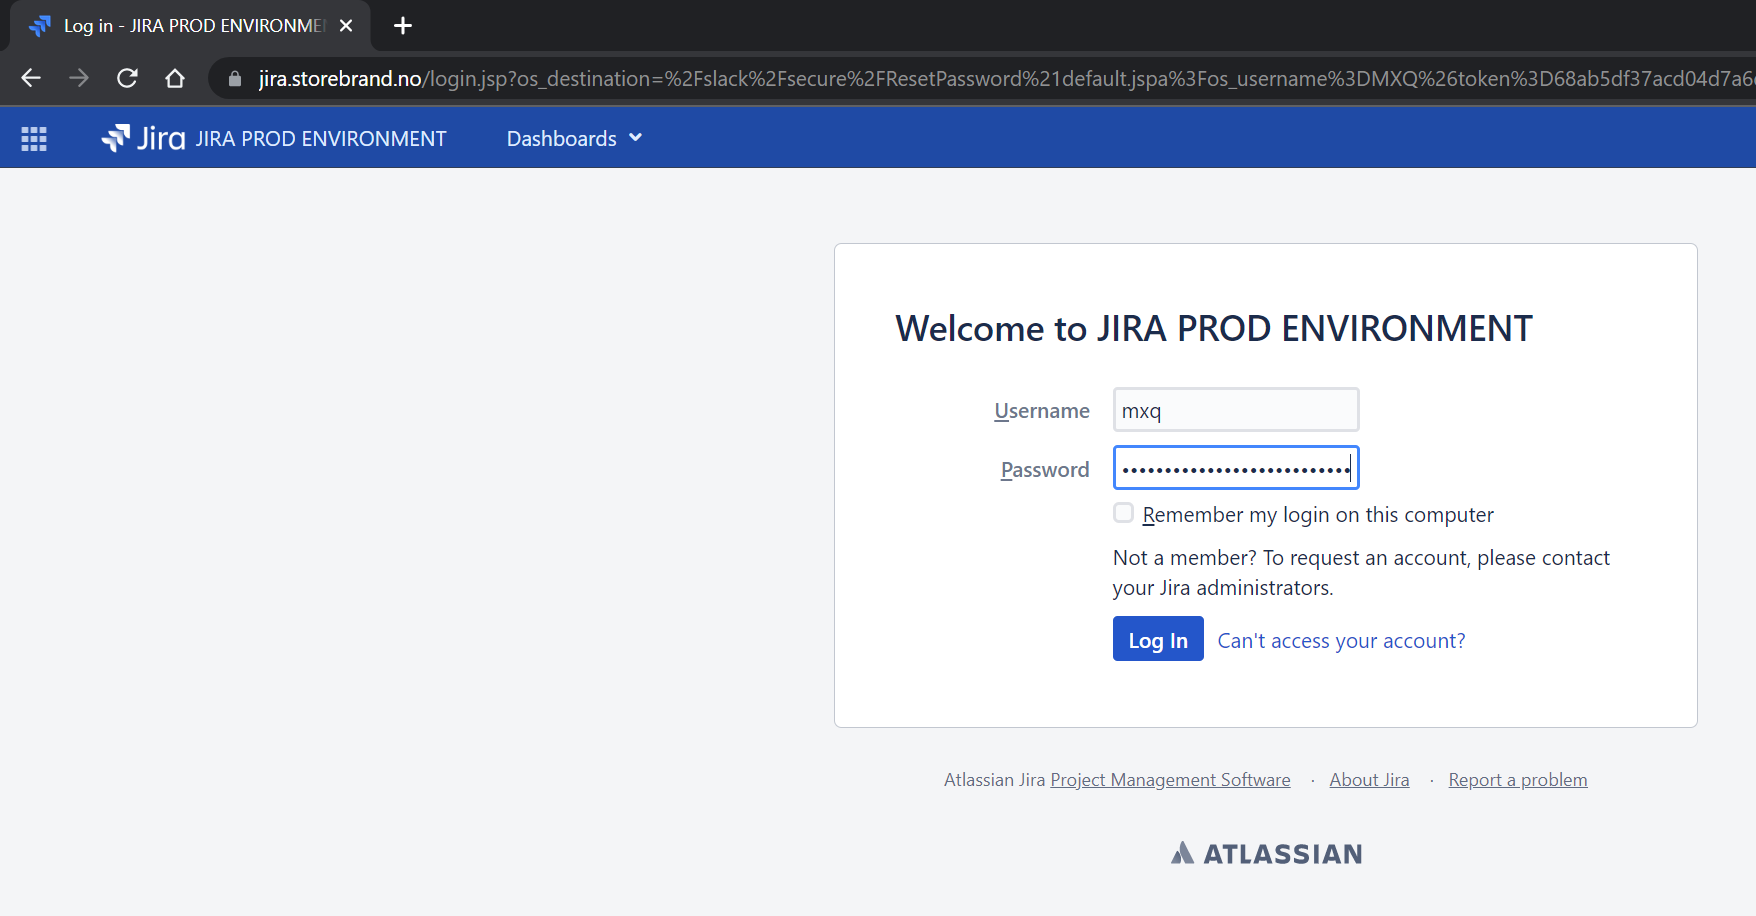 Log in - JIRA PROD ENVIRONME
jira.storebrand.no/login.jsp?os_destination=%2Fslack%2Fsecure%2FResetPassword%21default.jspa%3Fos_username%3DMXQ%26token%3D68ab5df37acd04d7a6
Jira JIRA PROD ENVIRONMENT Dashboards
Welcome to JIRA PROD ENVIRONMENT
Username mxq
Password
Remember my login on this computer
Not a member? To request an account, please contact
your Jira administrators.
Log In Can't access your account?
Atlassian Jira Project Management Software · About Jira · Report a problem
ATLASSIAN